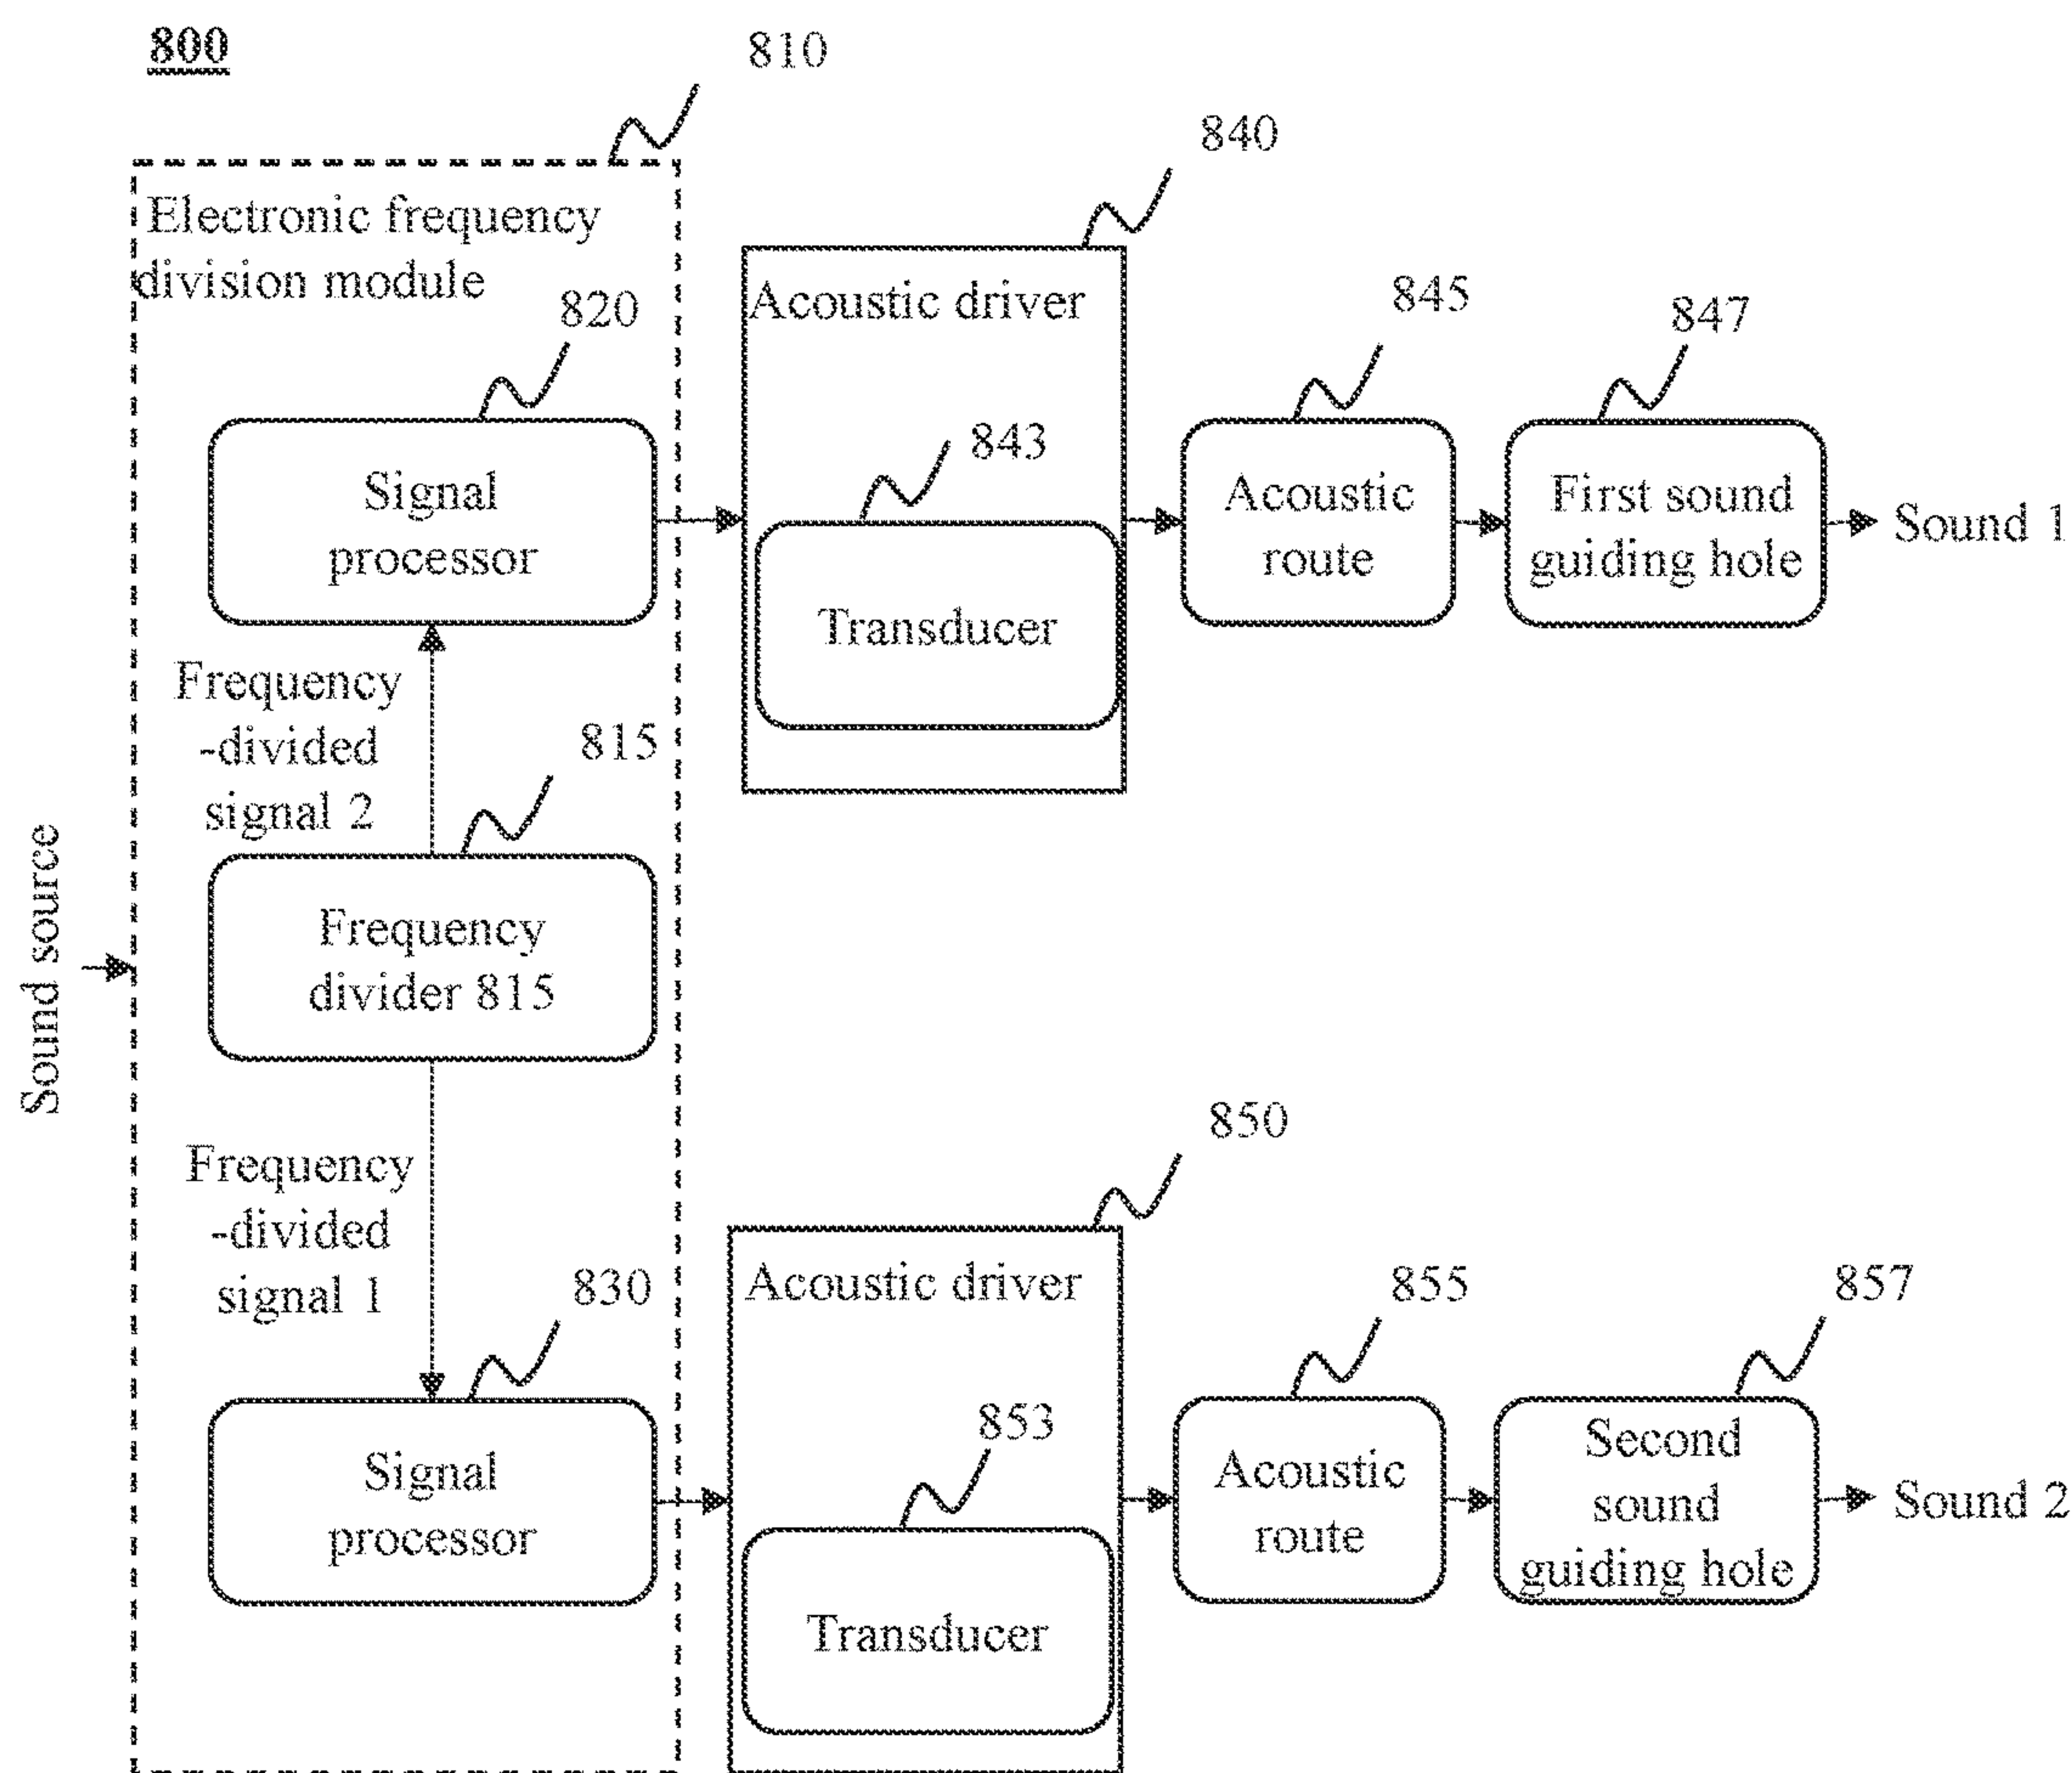 800
810
Electronic frequency
division module
820
Signal
processor
Frequency
-divided
signal 2
815
Frequency
divider 815
Sound source
Frequency
-divided
signal 1
830
Signal
processor
840
Acoustic driver
843
Transducer
845
Acoustic
route
847
First sound
guiding hole
Sound 1
850
Acoustic driver
853
Transducer
855
Acoustic
route
857
Second
sound
guiding hole
Sound 2